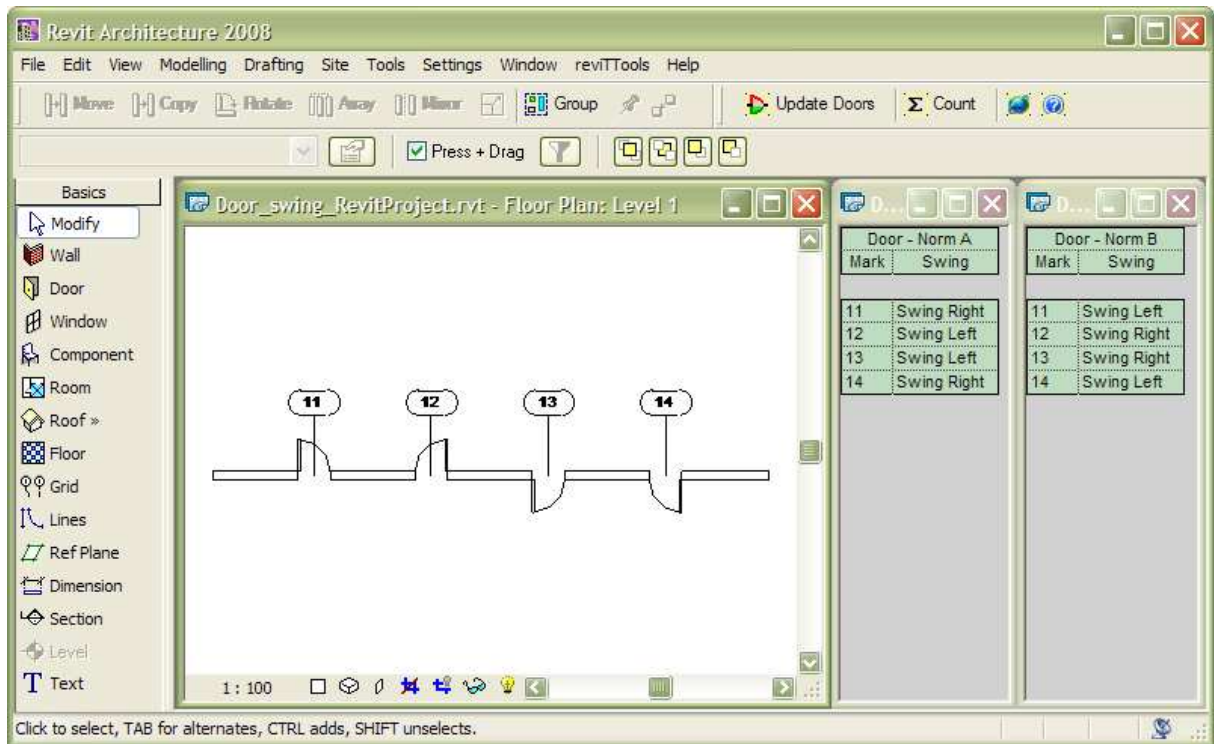 Revit Architecture 2008
File Edit View Modelling Drafting Site Tools Settings Window reviTTools Help
Move Copy Rotate Array Mirror Group Update Doors Σ Count
Press + Drag
Basics
Modify
Wall
Door
Window
Component
Room
Roof »
Floor
Grid
Lines
Ref Plane
Dimension
Section
Level
Text
Door_swing_RevitProject.rvt - Floor Plan: Level 1
11 12 13 14
1 : 100
D...
Door - Norm A
Mark Swing
11 Swing Right
12 Swing Left
13 Swing Left
14 Swing Right
D...
Door - Norm B
Mark Swing
11 Swing Left
12 Swing Right
13 Swing Right
14 Swing Left
Click to select, TAB for alternates, CTRL adds, SHIFT unselects.